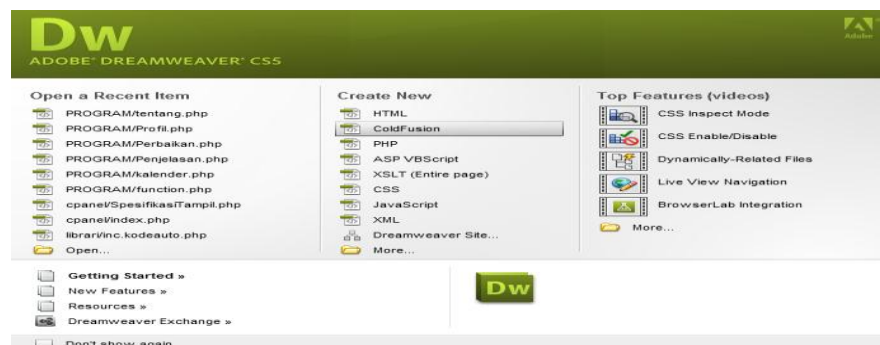 Dw
ADOBE® DREAMWEAVER® CS5
Adobe
Open a Recent Item
PROGRAM/tentang.php
PROGRAM/Profil.php
PROGRAM/Perbaikan.php
PROGRAM/Penjelasan.php
PROGRAM/kalender.php
PROGRAM/function.php
cpanel/SpesifikasiTampil.php
cpanel/index.php
librari/inc.kodeauto.php
Open...
Create New
HTML
ColdFusion
PHP
ASP VBScript
XSLT (Entire page)
CSS
JavaScript
XML
Dreamweaver Site...
More...
Top Features (videos)
CSS Inspect Mode
CSS Enable/Disable
Dynamically-Related Files
Live View Navigation
BrowserLab Integration
More...
Getting Started »
New Features »
Resources »
Dreamweaver Exchange »
Dw
Don't show again